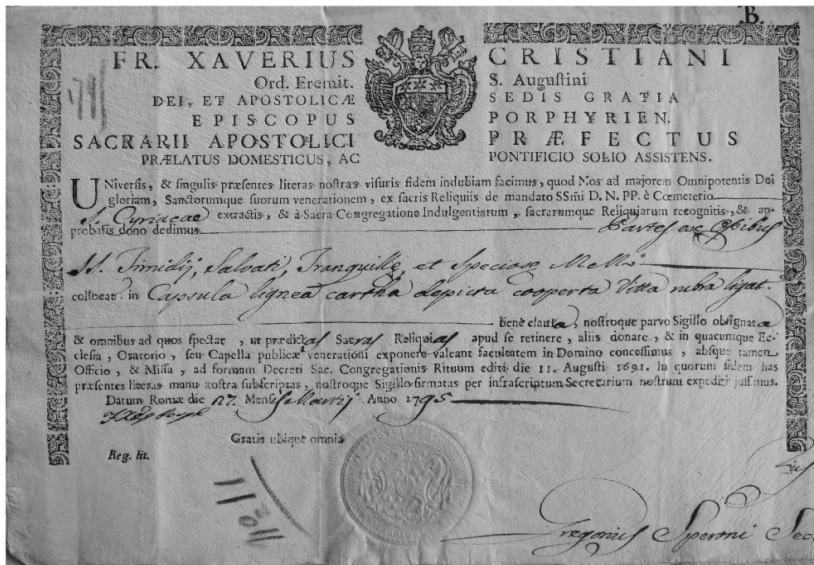 .B.
FR. XAVERIUS CRISTIANI
Ord. Eremit. S. Augustini
DEI, ET APOSTOLICÆ SEDIS GRATIA
EPISCOPUS PORPHYRIEN.
SACRARII APOSTOLICI PRÆFECTUS
PRÆLATUS DOMESTICUS, AC PONTIFICIO SOLIO ASSISTENS.
UNiversis, & singulis præsentes literas nostras visuris fidem indubiam facimus, quod Nos ad majorem Omnipotentis Dei
gloriam, Sanctorumque suorum venerationem, ex sacris Reliquiis de mandato SSmi D. N. PP. è Cœmeterio
S. Cyriacae extractis, & à Sacra Congregatione Indulgentiarum, sacrarumque Reliquiarum recognitis, & ap-
probatis dono dedimus Partes ex Ossibus
SS. Timidij, Salvati, Tranquille, et Speciose MMs
collocat. in Capsula lignea cartha depicta cooperta Vitta rubra ligat.
benè clausa, nostroque parvo Sigillo obsignata
& omnibus ad quos spectat, ut prædictas Sacras Reliquias apud se retinere, aliis donare, & in quacumque Ec-
clesia, Oratorio, seu Capella publicæ venerationi exponere valeant facultatem in Domino concessimus, absque tamen
Officio, & Missa, ad formam Decreti Sac. Congregationis Rituum editi die 11. Augusti 1691. In quorum fidem has
præsentes literas manu nostra subscriptas, nostroque Sigillo firmatas per infrascriptum Secretarium nostrum expediri jussimus.
Datum Romæ die 27. Mensis Martij Anno 1795
Gratis ubique omnia
Reg. lit.
Gregorius Speroni Sec